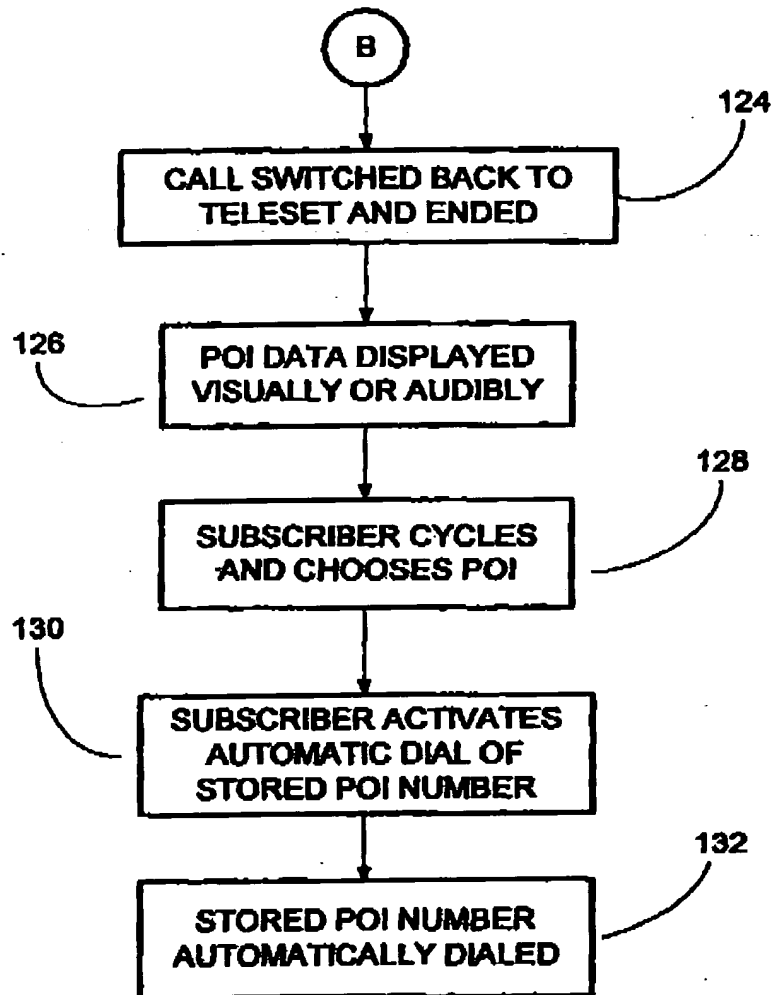 B
124
CALL SWITCHED BACK TO
TELESET AND ENDED
126
POI DATA DISPLAYED
VISUALLY OR AUDIBLY
128
SUBSCRIBER CYCLES
AND CHOOSES POI
130
SUBSCRIBER ACTIVATES
AUTOMATIC DIAL OF
STORED POI NUMBER
132
STORED POI NUMBER
AUTOMATICALLY DIALED